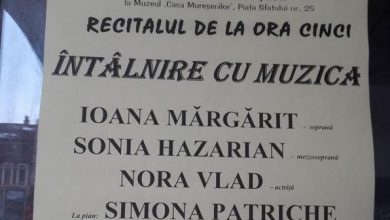 la Muzeul „Casa Mureșenilor”, Piața Sfatului nr. 25
RECITALUL DE LA ORA CINCI
ÎNTÂLNIRE CU MUZICA
IOANA MĂRGĂRIT - soprană
SONIA HAZARIAN - mezzosoprană
NORA VLAD - actriță
La pian: SIMONA PATRICHE